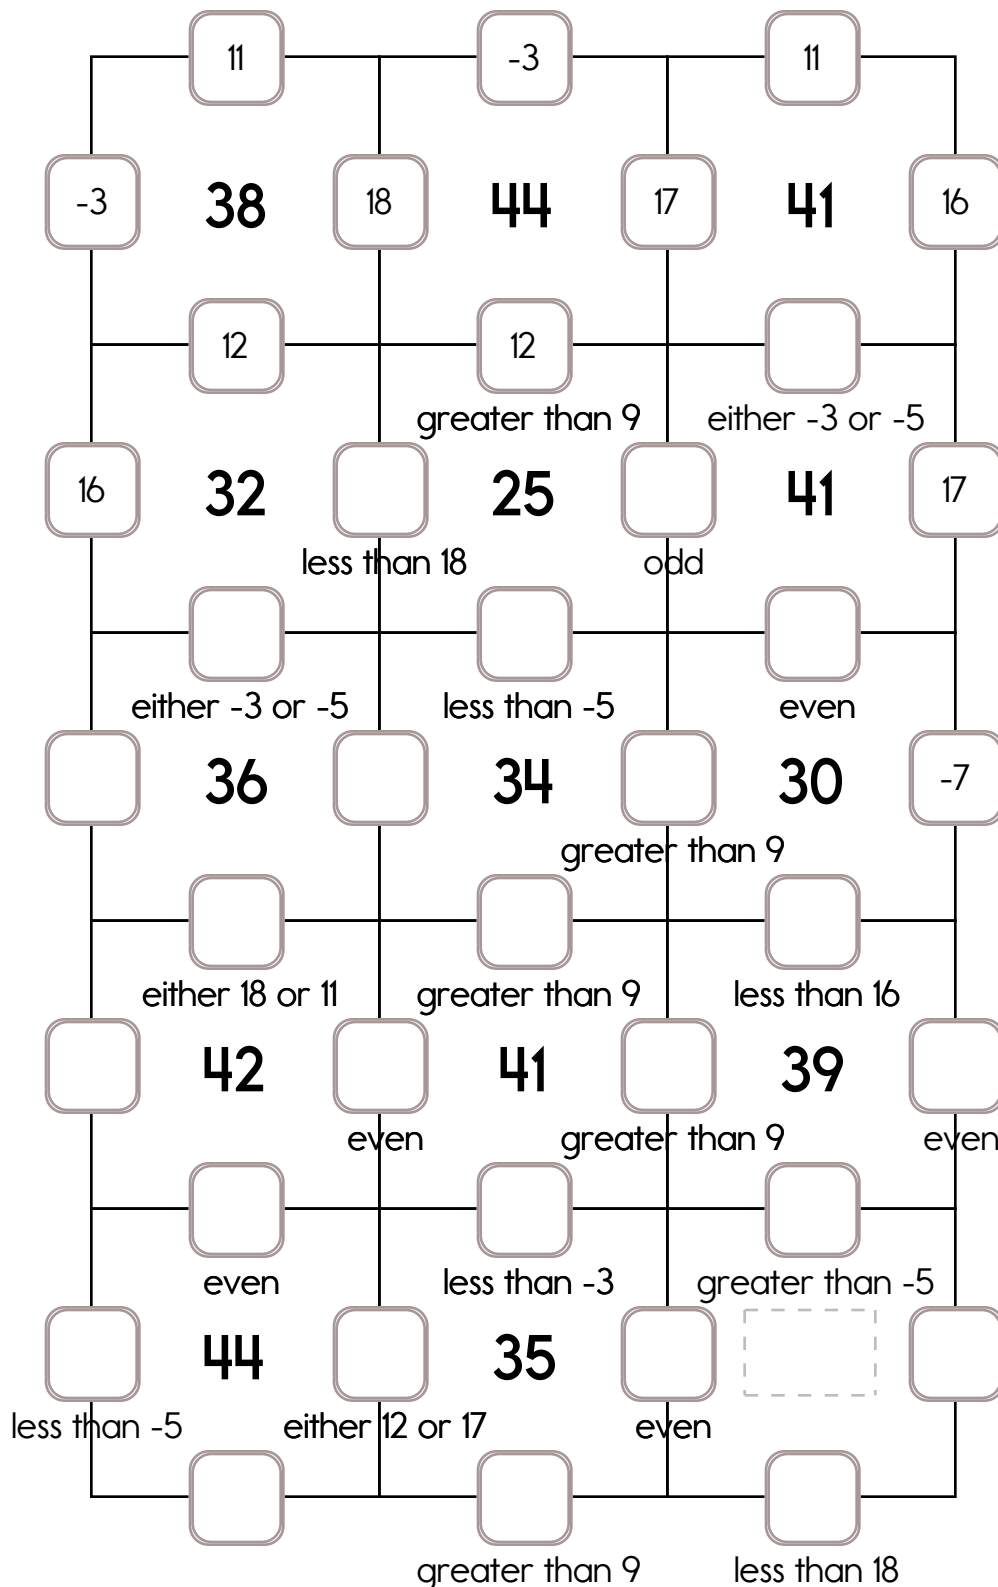 11 -3 11
-3 38 18 44 17 41 16
12 12
greater than 9 either -3 or -5
16 32 25 41 17
less than 18 odd
either -3 or -5 less than -5 even
36 34 30 -7
greater than 9
either 18 or 11 greater than 9 less than 16
42 41 39
even greater than 9 even
even less than -3 greater than -5
44 35
less than -5 either 12 or 17 even
greater than 9 less than 18